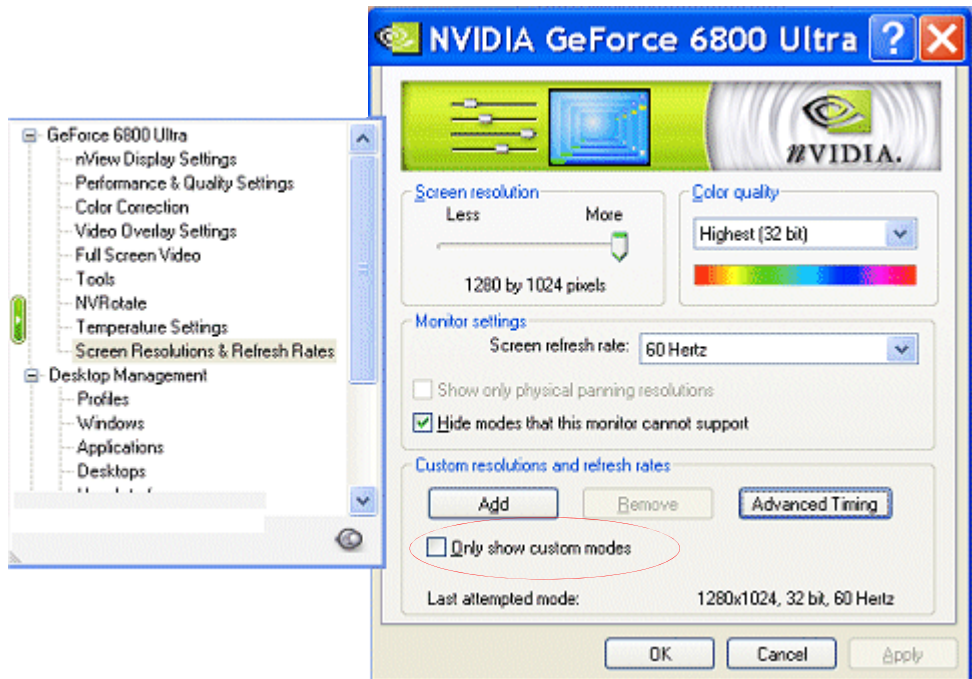 NVIDIA GeForce 6800 Ultra
nVIDIA.
GeForce 6800 Ultra
nView Display Settings
Performance & Quality Settings
Color Correction
Video Overlay Settings
Full Screen Video
Tools
NVRotate
Temperature Settings
Screen Resolutions & Refresh Rates
Desktop Management
Profiles
Windows
Applications
Desktops
Screen resolution
Less More
1280 by 1024 pixels
Color quality
Highest (32 bit)
Monitor settings
Screen refresh rate: 60 Hertz
Show only physical panning resolutions
Hide modes that this monitor cannot support
Custom resolutions and refresh rates
Add Remove Advanced Timing
Only show custom modes
Last attempted mode: 1280x1024, 32 bit, 60 Hertz
OK Cancel Apply